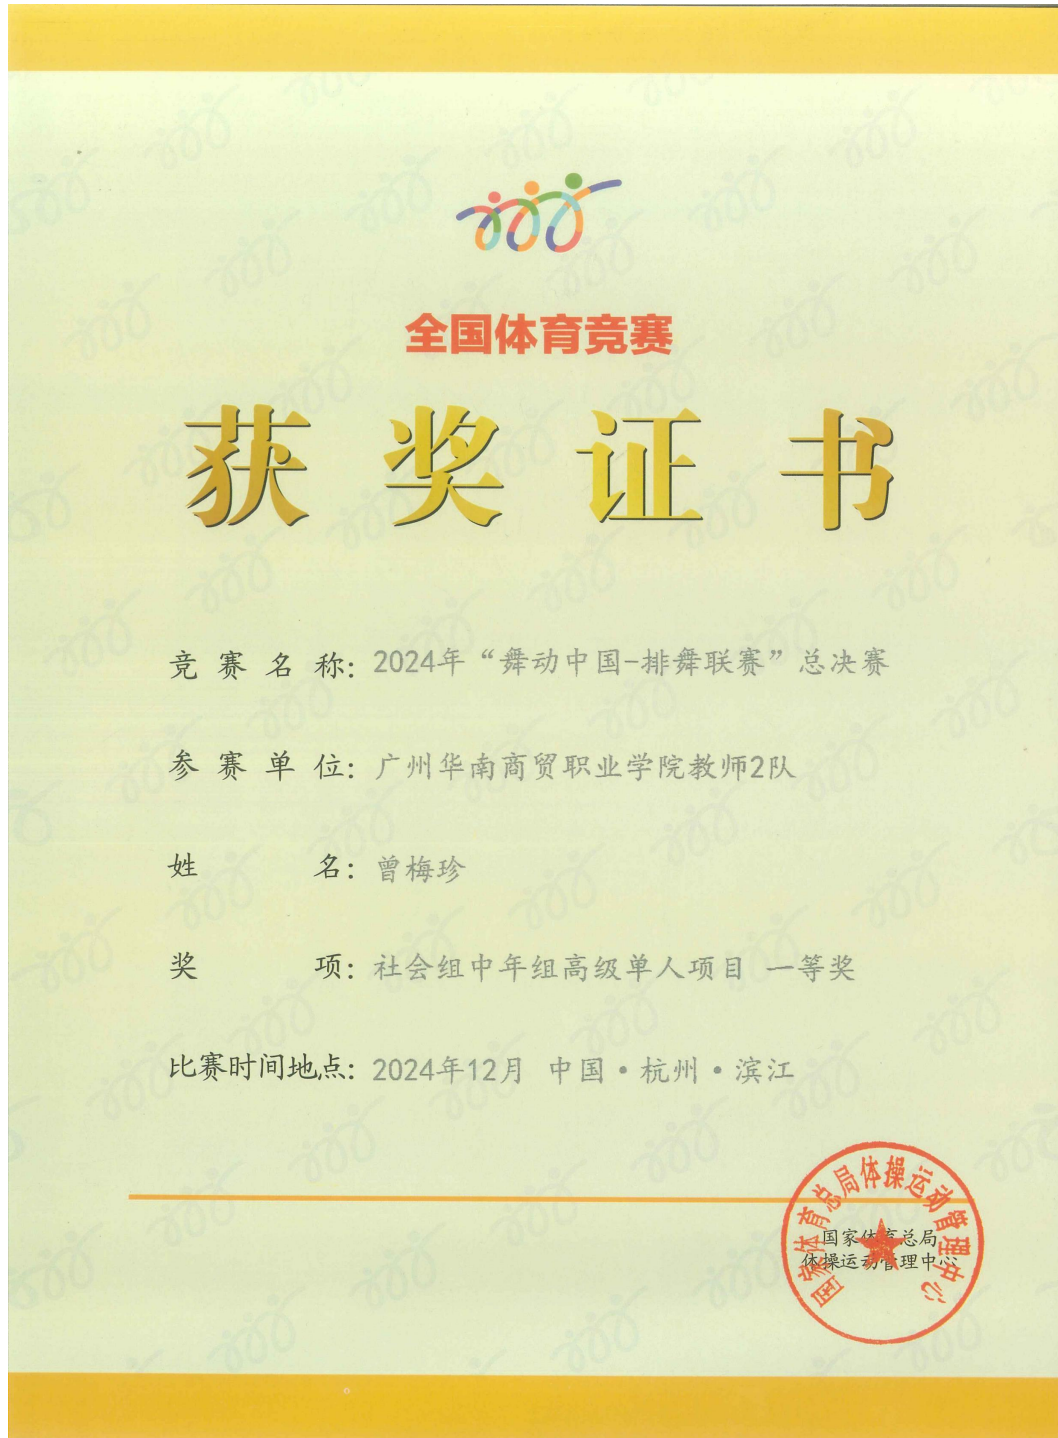 全国体育竞赛
获奖证书
竞赛名称：2024年“舞动中国-排舞联赛”总决赛
参赛单位：广州华南商贸职业学院教师2队
姓名：曾梅珍
奖项：社会组中年组高级单人项目 一等奖
比赛时间地点：2024年12月 中国·杭州·滨江
国家体育总局体操运动管理中心
国家体育总局
体操运动管理中心